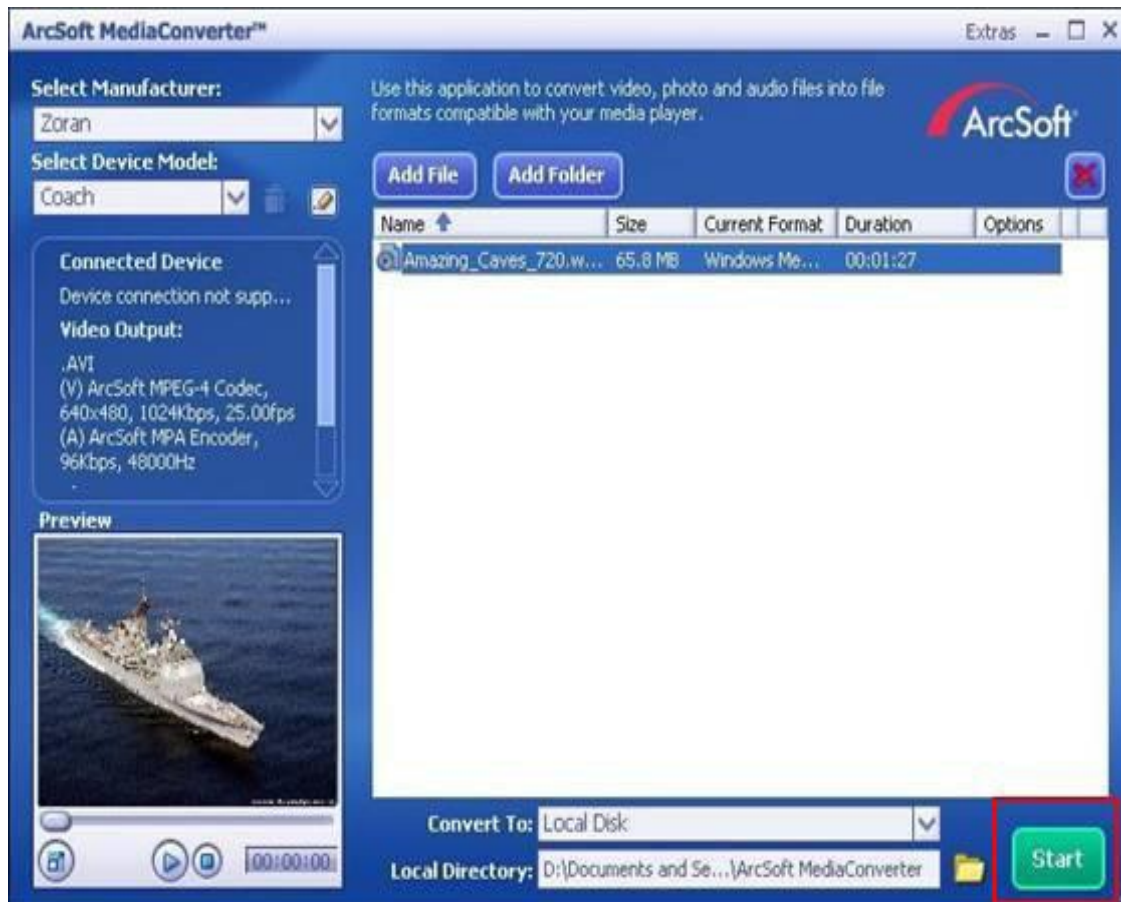 ArcSoft MediaConverter™
Extras
Select Manufacturer:
Zoran
Select Device Model:
Coach
Connected Device
Device connection not supp...
Video Output:
.AVI
(V) ArcSoft MPEG-4 Codec,
640x480, 1024Kbps, 25.00fps
(A) ArcSoft MPA Encoder,
96Kbps, 48000Hz
Preview
00:00:00
Use this application to convert video, photo and audio files into file
formats compatible with your media player.
ArcSoft
Add File Add Folder
Name Size Current Format Duration Options
Amazing_Caves_720.w... 65.8 MB Windows Me... 00:01:27
Convert To: Local Disk
Local Directory: D:\Documents and Se...\ArcSoft MediaConverter
Start